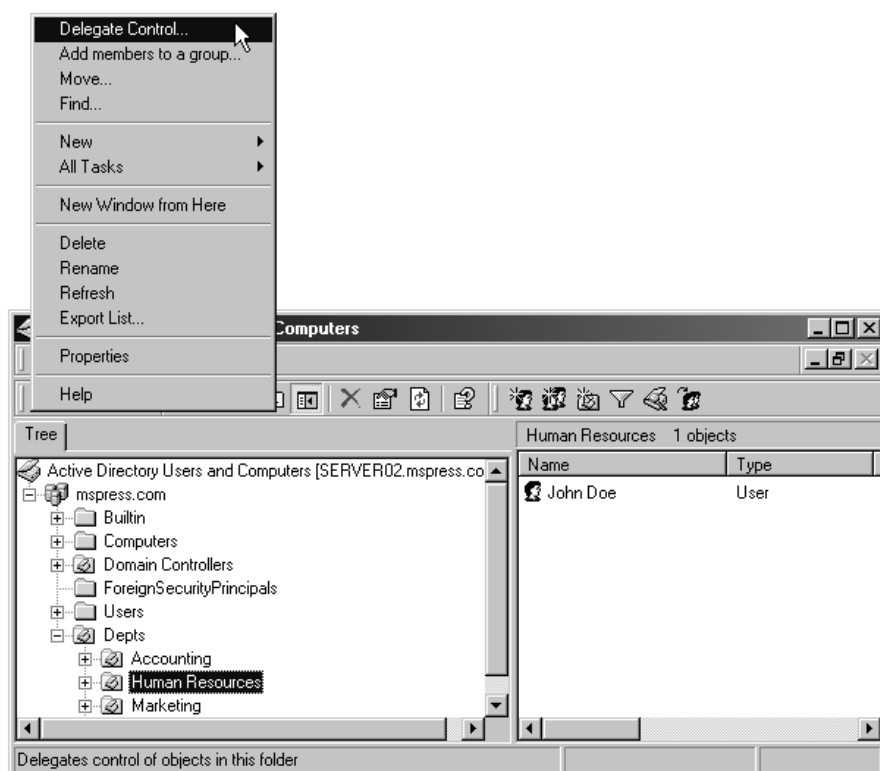 Delegate Control...
Add members to a group...
Move...
Find...
New
All Tasks
New Window from Here
Delete
Rename
Refresh
Export List...
Properties
Help
Computers
Tree
Human Resources 1 objects
Active Directory Users and Computers [SERVER02.mspress.co
mspress.com
Builtin
Computers
Domain Controllers
ForeignSecurityPrincipals
Users
Depts
Accounting
Human Resources
Marketing
Name Type
John Doe User
Delegates control of objects in this folder